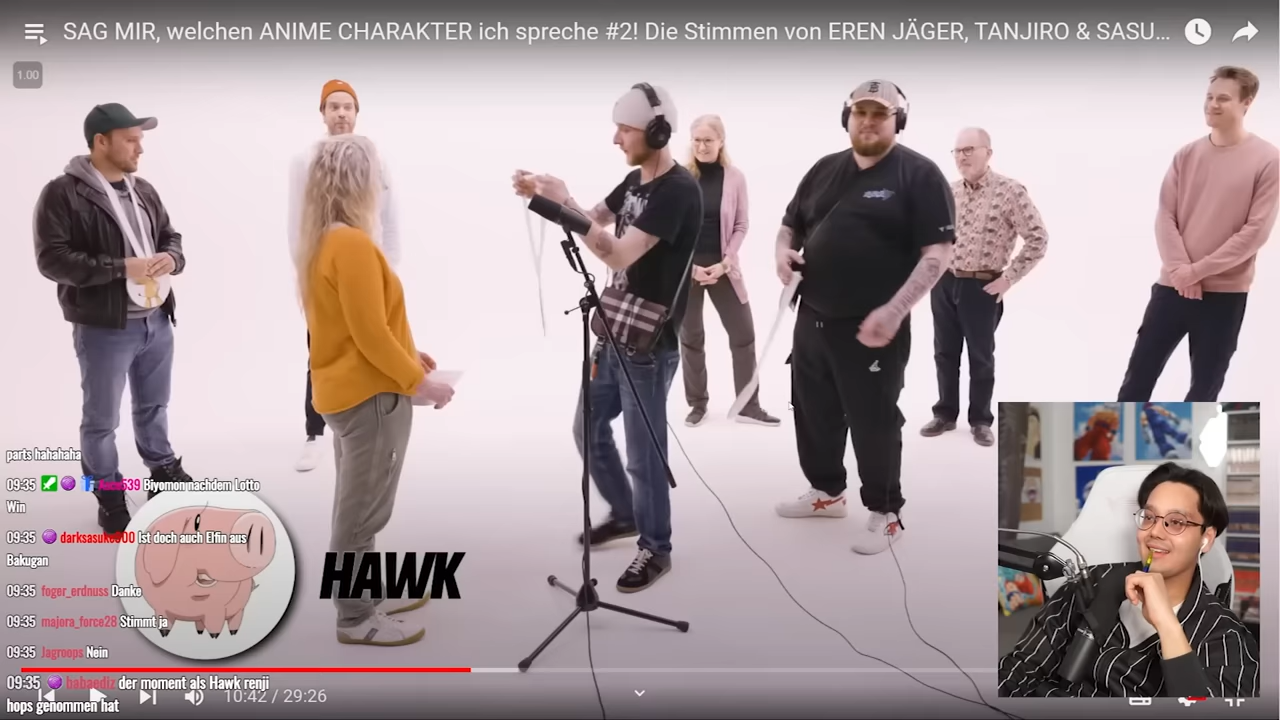 SAG MIR, welchen ANIME CHARAKTER ich spreche #2! Die Stimmen von EREN JÄGER, TANJIRO & SASU...
1.00
HAWK
parts hahahaha
09:35 Biyomon nachdem Lotto
Win
09:35 darksasuke900 Ist doch auch Elfin aus
Bakugan
09:35 foger_erdnuss Danke
09:35 majora_force28 Stimmt ja
09:35 Jagroops Nein
09:35 babaediz der moment als Hawk renji
hops genommen hat
10:42 / 29:26